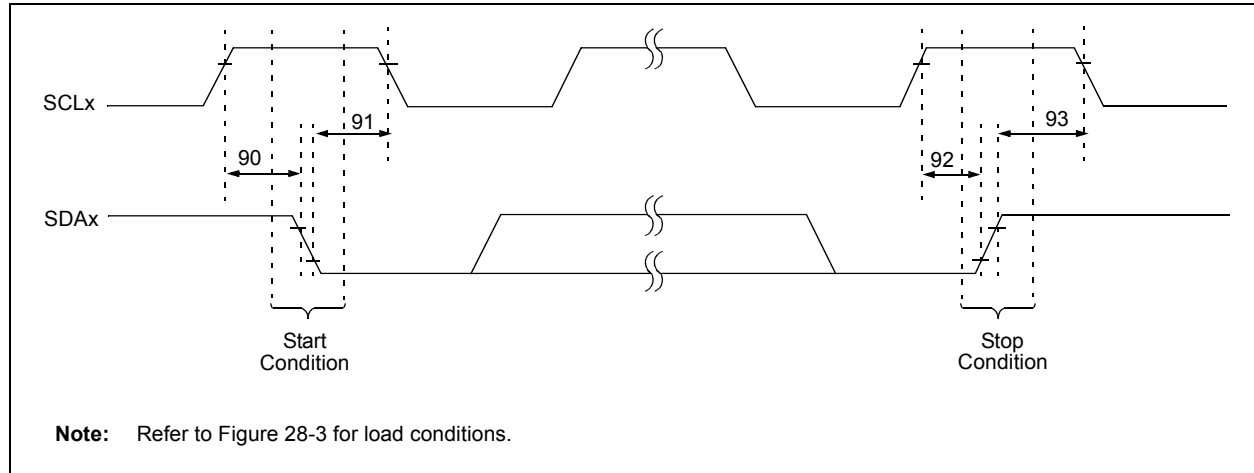 SCLx
91
93
90
92
SDAx
Start
Condition
Stop
Condition
Note: Refer to Figure 28-3 for load conditions.